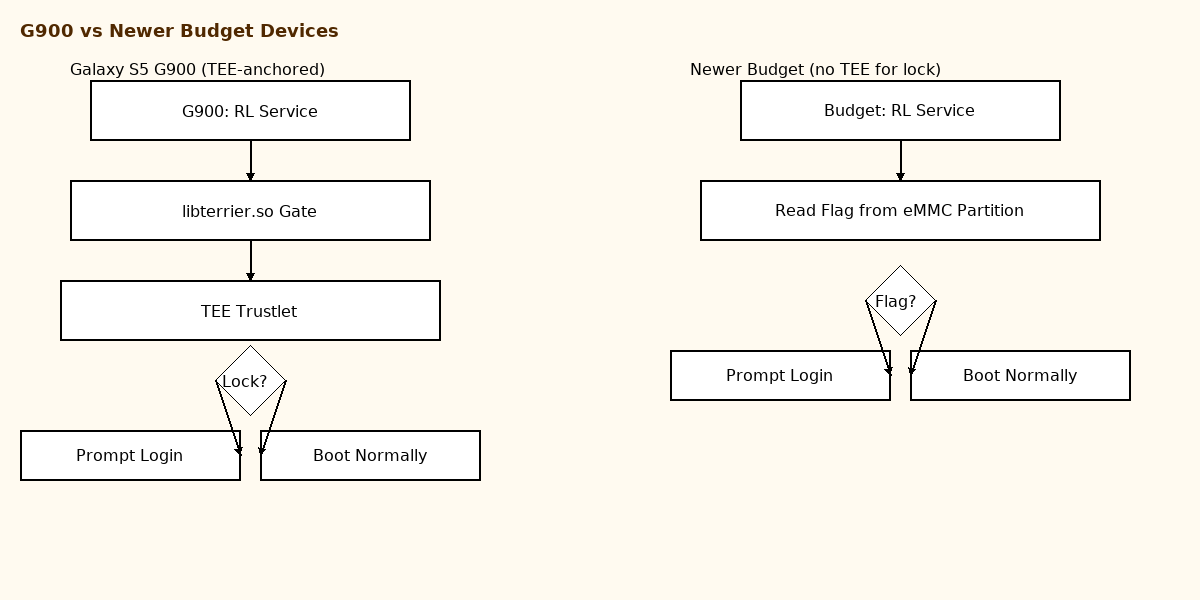 G900 vs Newer Budget Devices
Galaxy S5 G900 (TEE-anchored)
G900: RL Service
libterrier.so Gate
TEE Trustlet
Lock?
Prompt Login
Boot Normally
Newer Budget (no TEE for lock)
Budget: RL Service
Read Flag from eMMC Partition
Flag?
Prompt Login
Boot Normally